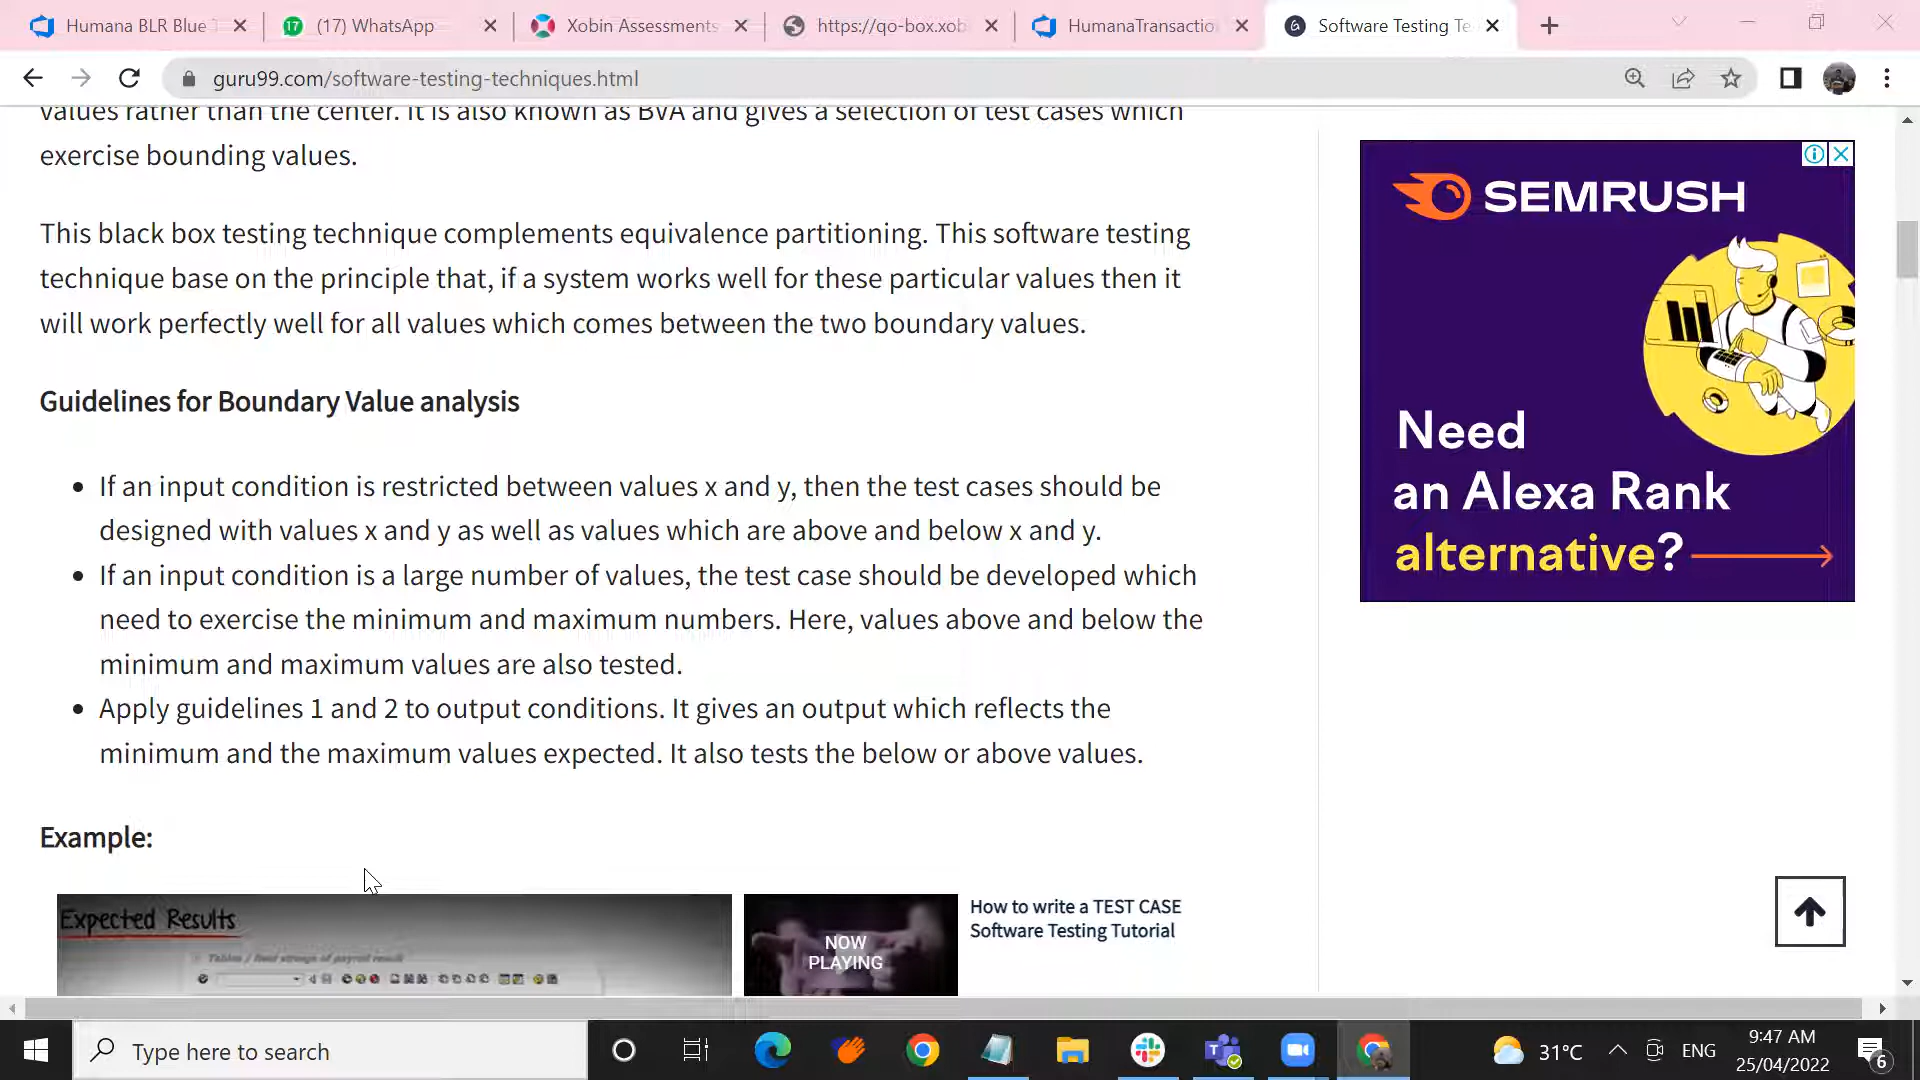 Humana BLR Blue T
(17) WhatsApp
Xobin Assessments
https://qo-box.xob
HumanaTransactio
Software Testing Te
guru99.com/software-testing-techniques.html
values rather than the center. It is also known as BVA and gives a selection of test cases which
exercise bounding values.
This black box testing technique complements equivalence partitioning. This software testing
technique base on the principle that, if a system works well for these particular values then it
will work perfectly well for all values which comes between the two boundary values.
Guidelines for Boundary Value analysis
• If an input condition is restricted between values x and y, then the test cases should be
designed with values x and y as well as values which are above and below x and y.
• If an input condition is a large number of values, the test case should be developed which
need to exercise the minimum and maximum numbers. Here, values above and below the
minimum and maximum values are also tested.
• Apply guidelines 1 and 2 to output conditions. It gives an output which reflects the
minimum and the maximum values expected. It also tests the below or above values.
Example:
Expected Results
Tables / feed strange of payroll result
NOW
PLAYING
How to write a TEST CASE
Software Testing Tutorial
SEMRUSH
Need
an Alexa Rank
alternative?
Type here to search
31°C
ENG
9:47 AM
25/04/2022
6